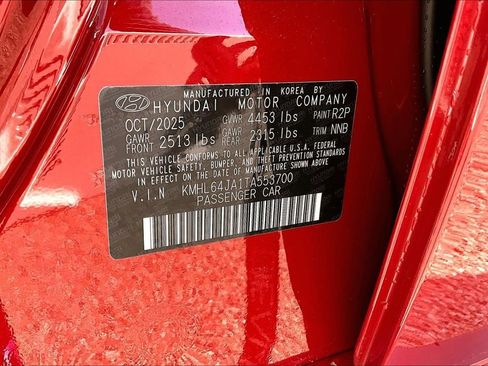 MANUFACTURED IN KOREA BY
HYUNDAI MOTOR COMPANY
OCT/2025 GVWR 4453 lbs PAINT R2P
GAWR FRONT 2513 lbs GAWR REAR 2315 lbs TRIM NNB
THIS VEHICLE CONFORMS TO ALL APPLICABLE U.S.A. FEDERAL
MOTOR VEHICLE SAFETY, BUMPER, AND THEFT PREVENTION STANDARDS
IN EFFECT ON THE DATE OF MANUFACTURE SHOWN ABOVE.
V.I.N KMHL64JA1TA553700
PASSENGER CAR